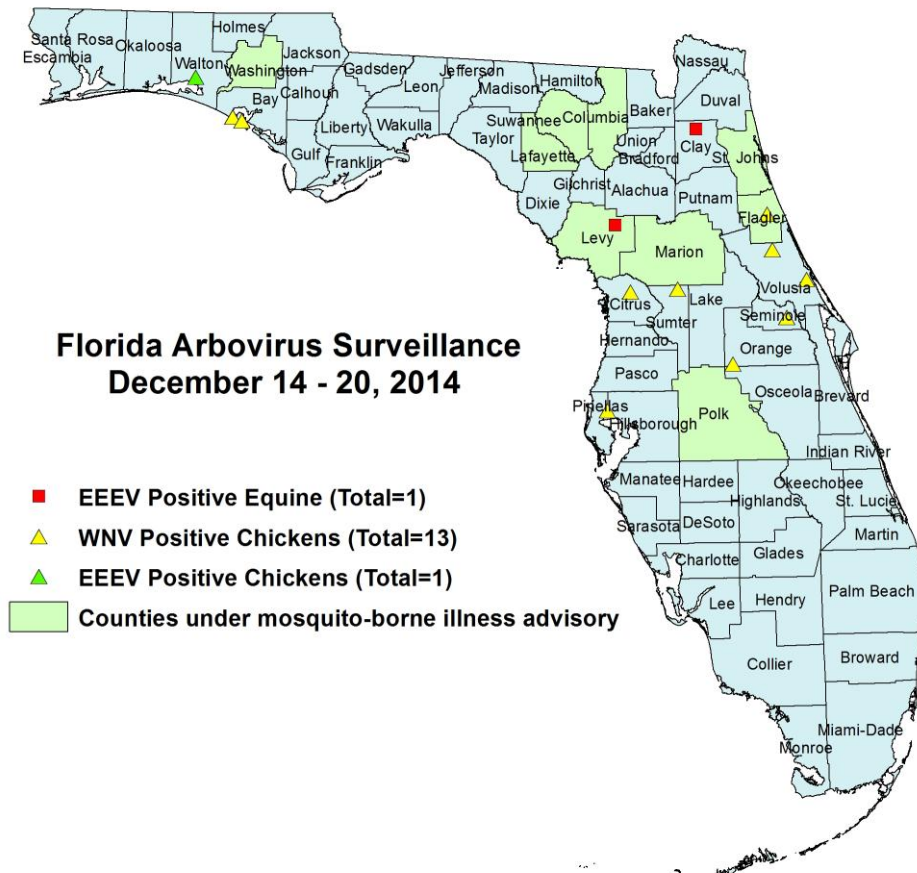 Holmes
Santa Rosa
Okaloosa
Jackson
Escambia
Walton
Washington
Gadsden
Jefferson
Hamilton
Nassau
Bay
Calhoun
Leon
Madison
Duval
Liberty
Wakulla
Suwannee
Columbia
Baker
Gulf
Franklin
Taylor
Lafayette
Union
Bradford
Clay
St. Johns
Gilchrist
Alachua
Dixie
Putnam
Flagler
Levy
Marion
Volusia
Citrus
Lake
Sumter
Seminole
Hernando
Orange
Pasco
Osceola
Brevard
Pinellas
Hillsborough
Polk
Indian River
Manatee
Hardee
Okeechobee
Highlands
St. Lucie
Sarasota
DeSoto
Martin
Charlotte
Glades
Lee
Hendry
Palm Beach
Collier
Broward
Monroe
Miami-Dade
Florida Arbovirus Surveillance
December 14 - 20, 2014
EEEV Positive Equine (Total=1)
WNV Positive Chickens (Total=13)
EEEV Positive Chickens (Total=1)
Counties under mosquito-borne illness advisory